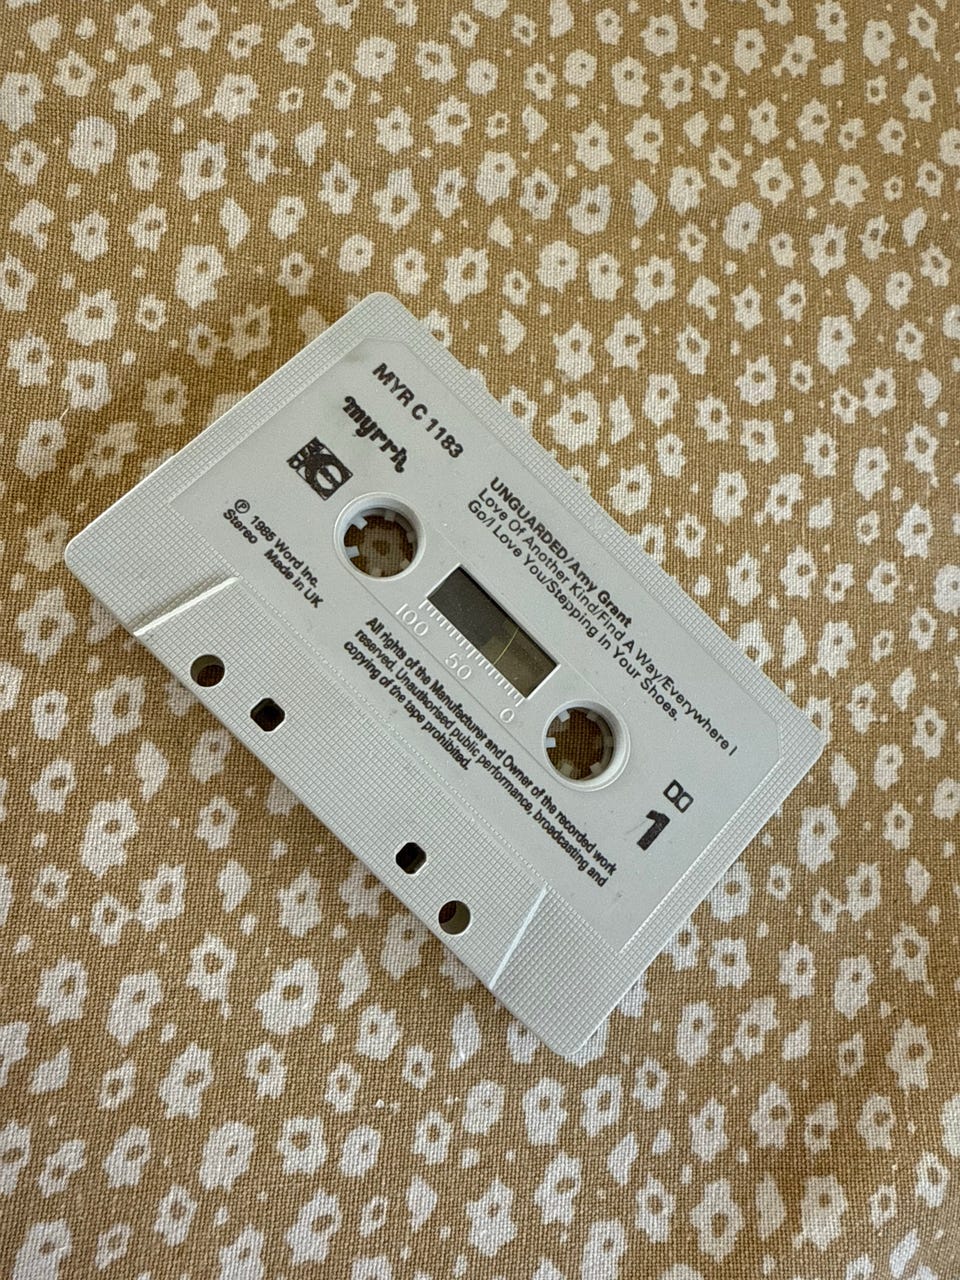 MYR C 1183
myrrh
UNGUARDED/Amy Grant
Love Of Another Kind/Find A Way/Everywhere I
Go/I Love You/Stepping In Your Shoes.
℗ 1985 Word Inc.
Stereo Made in UK
100 50 0
1
All rights of the Manufacturer and Owner of the recorded work
reserved. Unauthorised public performance, broadcasting and
copying of the tape prohibited.